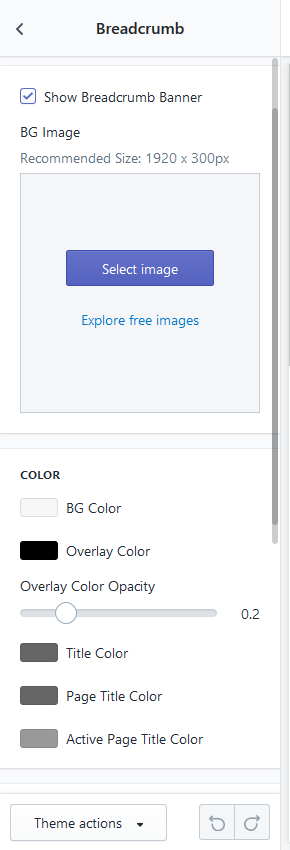 Breadcrumb
Show Breadcrumb Banner
BG Image
Recommended Size: 1920 x 300px
Select image
Explore free images
COLOR
BG Color
Overlay Color
Overlay Color Opacity
0.2
Title Color
Page Title Color
Active Page Title Color
Theme actions